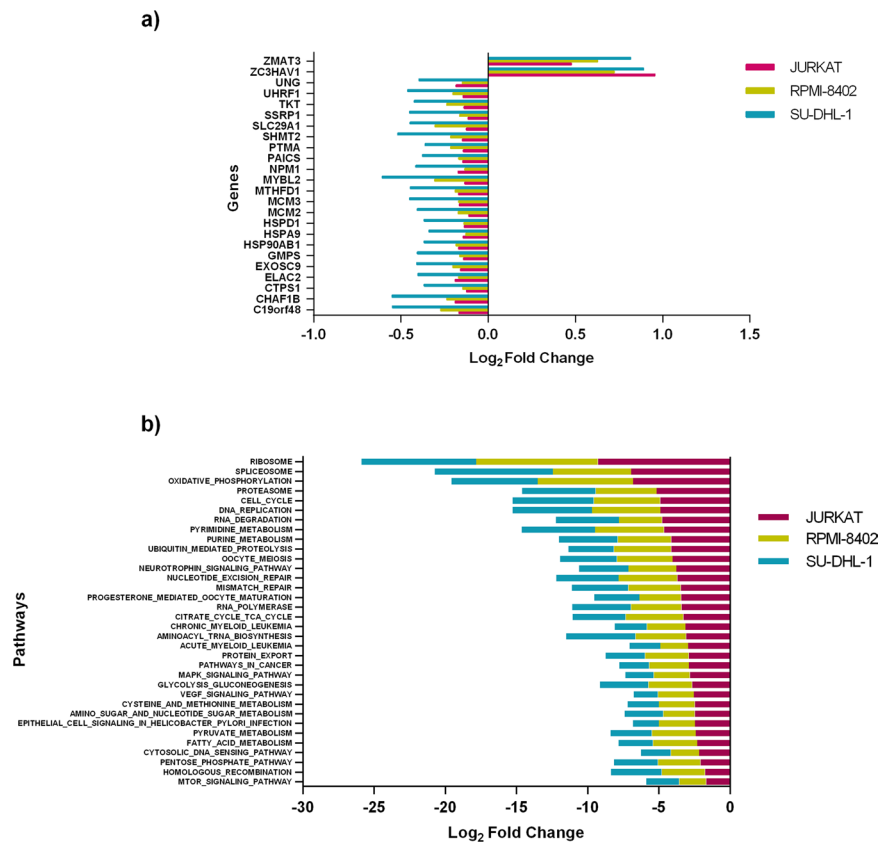 a)
ZMAT3
ZC3HAV1
UNG
UHRF1
TKT
SSRP1
SLC29A1
SHMT2
PTMA
PAICS
NPM1
MYBL2
MTHFD1
MCM3
MCM2
HSPD1
HSPA9
HSP90AB1
GMPS
EXOSC9
ELAC2
CTPS1
CHAF1B
C19orf48
Genes
-1.0 -0.5 0.0 0.5 1.0 1.5
Log2 Fold Change
JURKAT
RPMI-8402
SU-DHL-1
b)
RIBOSOME
SPLICEOSOME
OXIDATIVE_PHOSPHORYLATION
PROTEASOME
CELL_CYCLE
DNA_REPLICATION
RNA_DEGRADATION
PYRIMIDINE_METABOLISM
PURINE_METABOLISM
UBIQUITIN_MEDIATED_PROTEOLYSIS
OOCYTE_MEIOSIS
NEUROTROPHIN_SIGNALING_PATHWAY
NUCLEOTIDE_EXCISION_REPAIR
MISMATCH_REPAIR
PROGESTERONE_MEDIATED_OOCYTE_MATURATION
RNA_POLYMERASE
CITRATE_CYCLE_TCA_CYCLE
CHRONIC_MYELOID_LEUKEMIA
AMINOACYL_TRNA_BIOSYNTHESIS
ACUTE_MYELOID_LEUKEMIA
PROTEIN_EXPORT
PATHWAYS_IN_CANCER
MAPK_SIGNALING_PATHWAY
GLYCOLYSIS_GLUCONEOGENESIS
VEGF_SIGNALING_PATHWAY
CYSTEINE_AND_METHIONINE_METABOLISM
AMINO_SUGAR_AND_NUCLEOTIDE_SUGAR_METABOLISM
EPITHELIAL_CELL_SIGNALING_IN_HELICOBACTER_PYLORI_INFECTION
PYRUVATE_METABOLISM
FATTY_ACID_METABOLISM
CYTOSOLIC_DNA_SENSING_PATHWAY
PENTOSE_PHOSPHATE_PATHWAY
HOMOLOGOUS_RECOMBINATION
MTOR_SIGNALING_PATHWAY
Pathways
-30 -25 -20 -15 -10 -5 0
Log2 Fold Change
JURKAT
RPMI-8402
SU-DHL-1